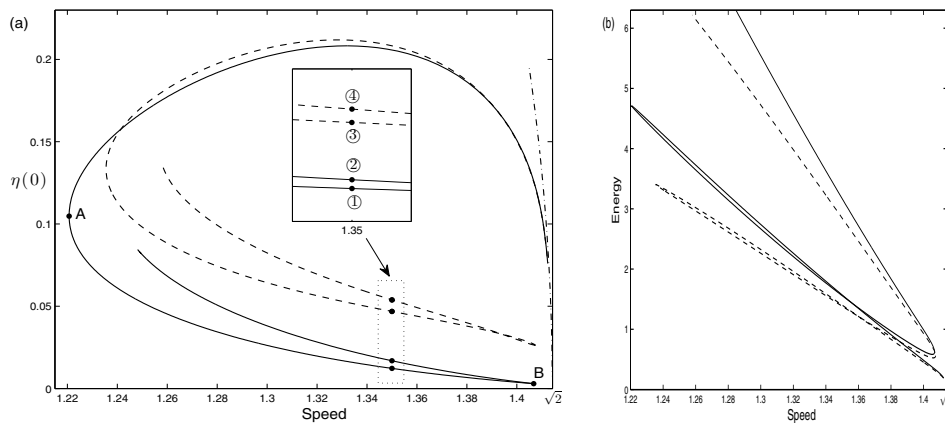 (a)
0.2
0.15
η(0)
0.1
0.05
0
A
B
④
③
②
①
1.35
1.22 1.24 1.26 1.28 1.3 1.32 1.34 1.36 1.38 1.4 √2
Speed
(b)
6
5
4
3
2
1
0
Energy
1.22 1.24 1.26 1.28 1.3 1.32 1.34 1.36 1.38 1.4 √
Speed